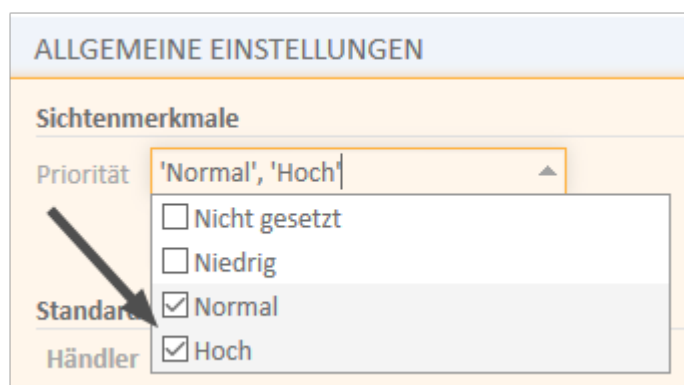 ALLGEMEINE EINSTELLUNGEN
Sichtenmerkmale
Priorität 'Normal', 'Hoch'
Nicht gesetzt
Niedrig
Normal
Hoch
Händler